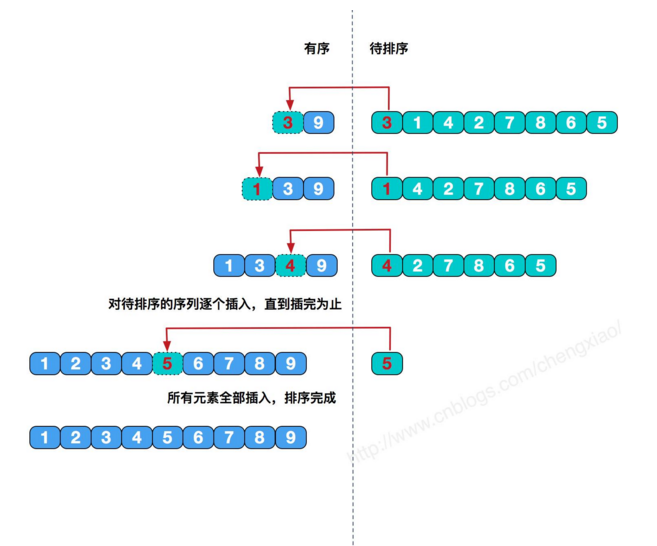 有序 待排序
3 9 3 1 4 2 7 8 6 5
1 3 9 1 4 2 7 8 6 5
1 3 4 9 4 2 7 8 6 5
对待排序的序列逐个插入，直到插完为止
1 2 3 4 5 6 7 8 9 5
所有元素全部插入，排序完成
1 2 3 4 5 6 7 8 9
http://www.cnblogs.com/chengxiao/